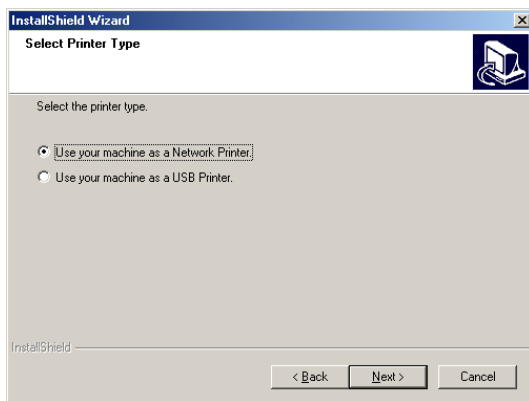 InstallShield Wizard
Select Printer Type
Select the printer type.
Use your machine as a Network Printer.
Use your machine as a USB Printer.
InstallShield
< Back
Next >
Cancel